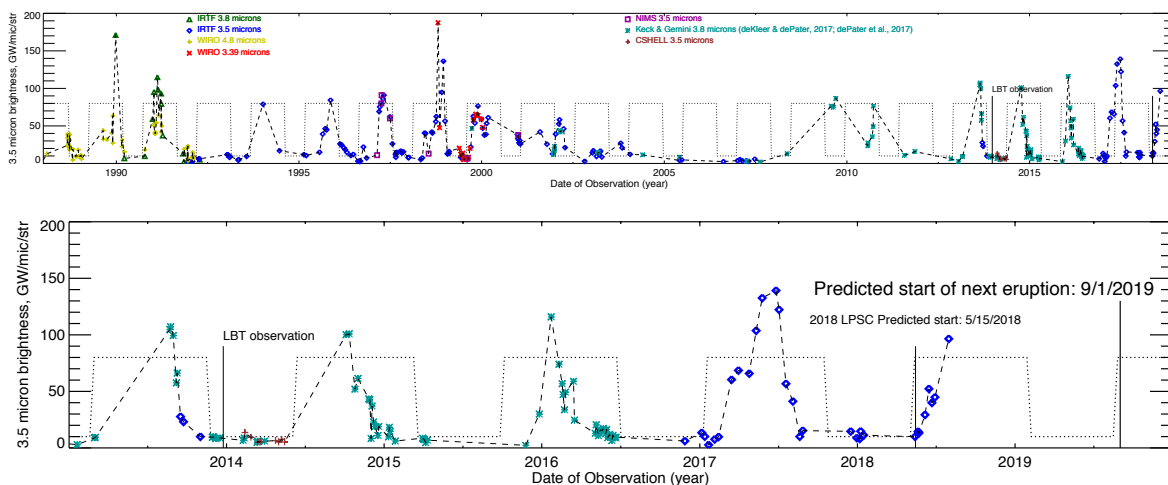 IRTF 3.8 microns
IRTF 3.5 microns
WIRO 4.8 microns
WIRO 3.39 microns
NIMS 3.5 microns
Keck & Gemini 3.8 microns (deKleer & dePater, 2017; dePater et al., 2017)
CSHELL 3.5 microns
3.5 micron brightness, GW/mic/str
200
150
100
50
0
LBT observation
1990 1995 2000 2005 2010 2015
Date of Observation (year)
3.5 micron brightness, GW/mic/str
200
150
100
50
0
Predicted start of next eruption: 9/1/2019
2018 LPSC Predicted start: 5/15/2018
LBT observation
2014 2015 2016 2017 2018 2019
Date of Observation (year)